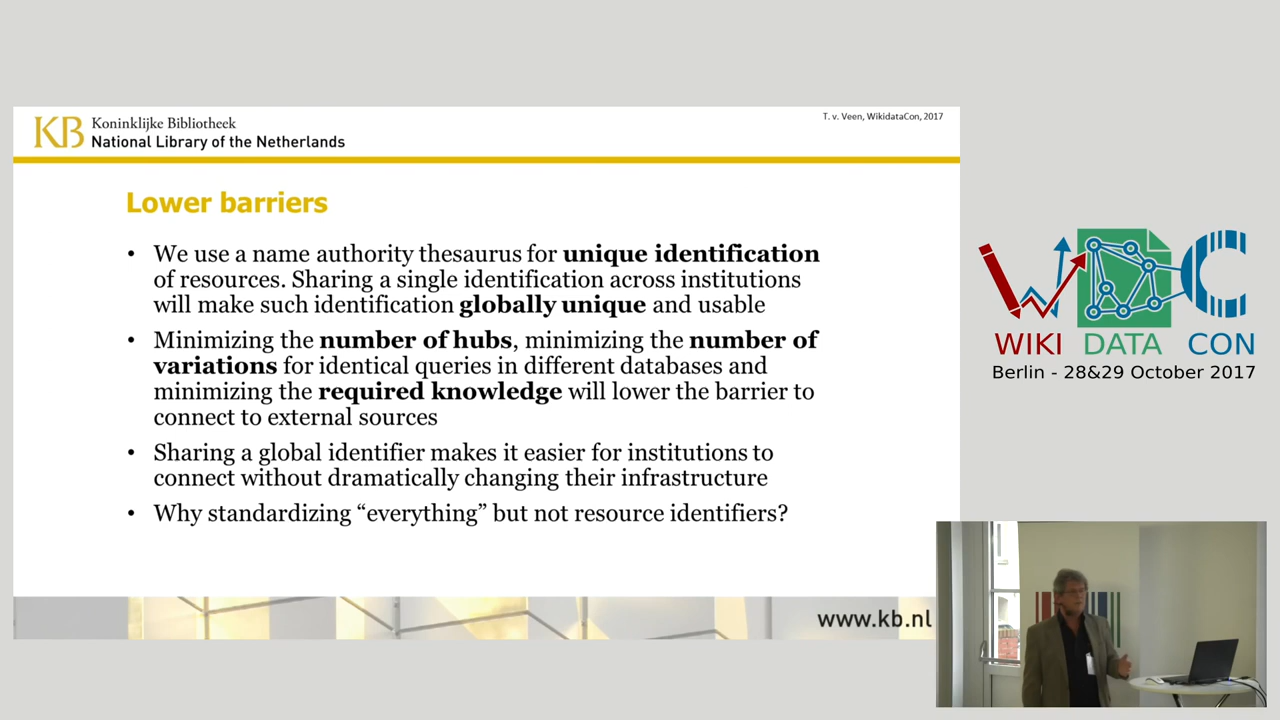 KB Koninklijke Bibliotheek
National Library of the Netherlands
T. v. Veen, WikidataCon, 2017
Lower barriers
• We use a name authority thesaurus for unique identification
of resources. Sharing a single identification across institutions
will make such identification globally unique and usable
• Minimizing the number of hubs, minimizing the number of
variations for identical queries in different databases and
minimizing the required knowledge will lower the barrier to
connect to external sources
• Sharing a global identifier makes it easier for institutions to
connect without dramatically changing their infrastructure
• Why standardizing “everything” but not resource identifiers?
www.kb.nl
W D C
WIKI DATA CON
Berlin - 28&29 October 2017